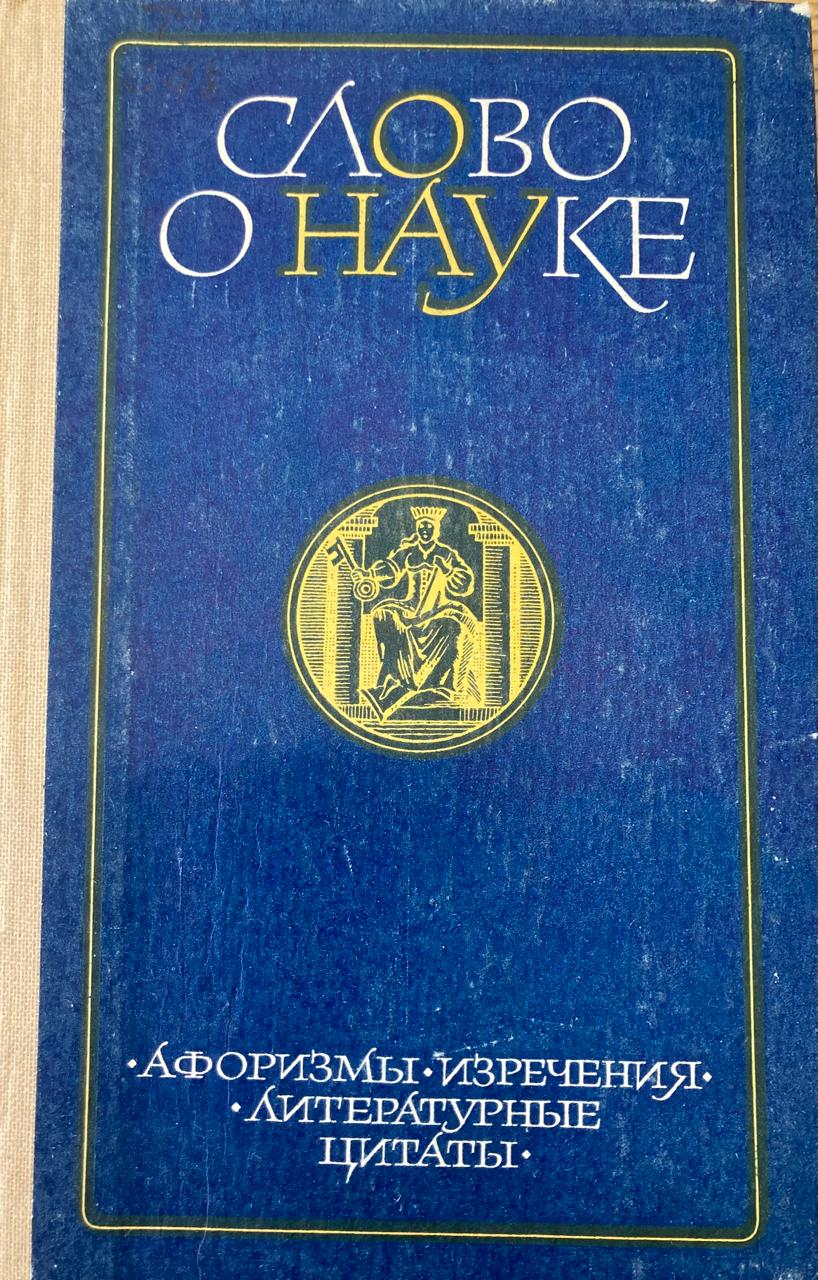 СЛОВО
О НАУКЕ
·АФОРИЗМЫ·ИЗРЕЧЕНИЯ·
·ЛИТЕРАТУРНЫЕ
ЦИТАТЫ·